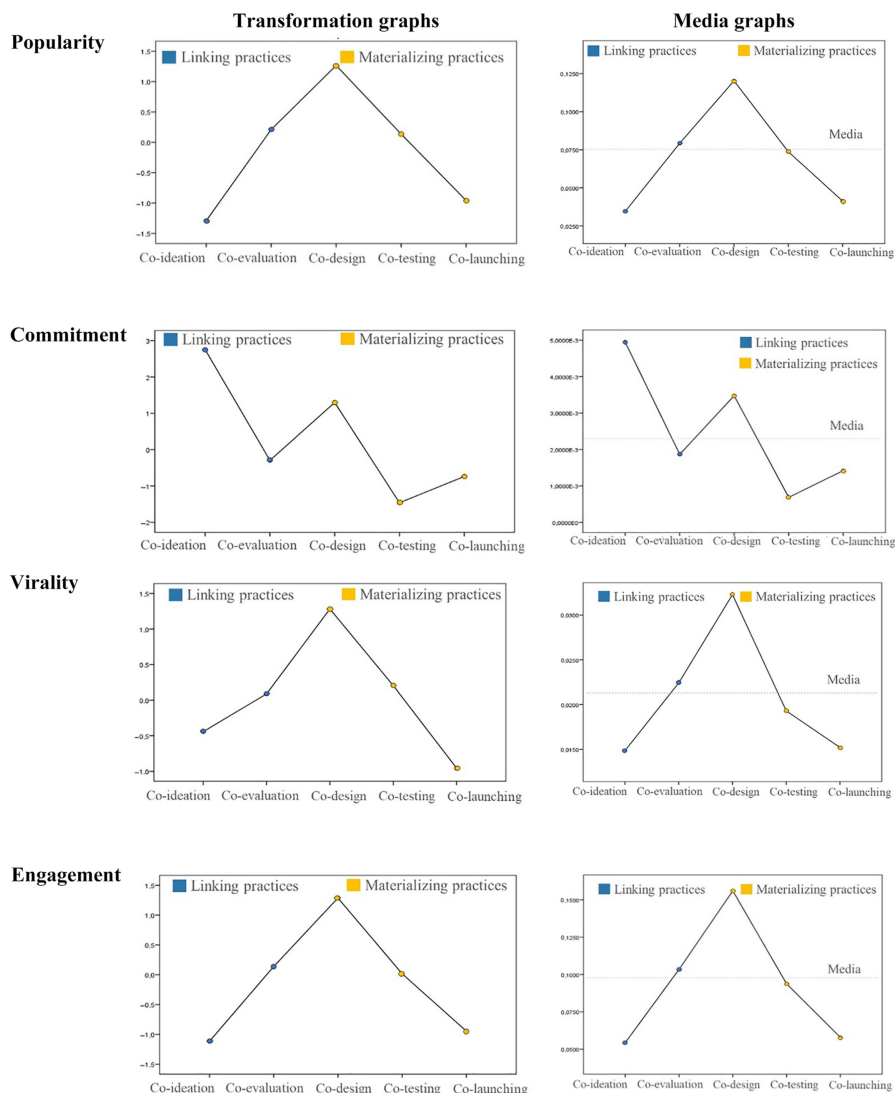 Transformation graphs
Media graphs
Popularity
Linking practices
Materializing practices
1.5
1.0
0.5
0.0
−0.5
−1.0
−1.5
Co-ideation
Co-evaluation
Co-design
Co-testing
Co-launching
Linking practices
Materializing practices
Media
0,1250
0,1000
0,0750
0,0500
0,0250
Co-ideation
Co-evaluation
Co-design
Co-testing
Co-launching
Commitment
Linking practices
Materializing practices
3
2
1
0
−1
−2
Co-ideation
Co-evaluation
Co-design
Co-testing
Co-launching
Linking practices
Materializing practices
Media
5,0000E-3
4,0000E-3
3,0000E-3
2,0000E-3
1,0000E-3
0,0000E0
Co-ideation
Co-evaluation
Co-design
Co-testing
Co-launching
Virality
Linking practices
Materializing practices
1.5
1.0
0.5
0.0
−0.5
−1.0
Co-ideation
Co-evaluation
Co-design
Co-testing
Co-launching
Linking practices
Materializing practices
Media
0,0300
0,0250
0,0200
0,0150
Co-ideation
Co-evaluation
Co-design
Co-testing
Co-launching
Engagement
Linking practices
Materializing practices
1.5
1.0
0.5
0.0
−0.5
−1.0
−1.5
Co-ideation
Co-evaluation
Co-design
Co-testing
Co-launching
Linking practices
Materializing practices
Media
0,1500
0,1250
0,1000
0,0750
0,0500
Co-ideation
Co-evaluation
Co-design
Co-testing
Co-launching